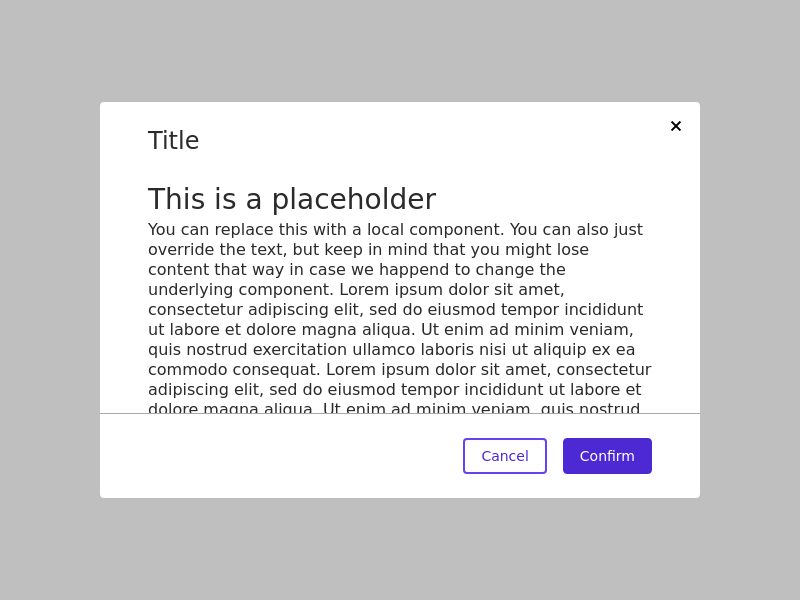 Title
×
This is a placeholder
You can replace this with a local component. You can also just
override the text, but keep in mind that you might lose
content that way in case we happend to change the
underlying component. Lorem ipsum dolor sit amet,
consectetur adipiscing elit, sed do eiusmod tempor incididunt
ut labore et dolore magna aliqua. Ut enim ad minim veniam,
quis nostrud exercitation ullamco laboris nisi ut aliquip ex ea
commodo consequat. Lorem ipsum dolor sit amet, consectetur
adipiscing elit, sed do eiusmod tempor incididunt ut labore et
dolore magna aliqua. Ut enim ad minim veniam, quis nostrud
Cancel
Confirm